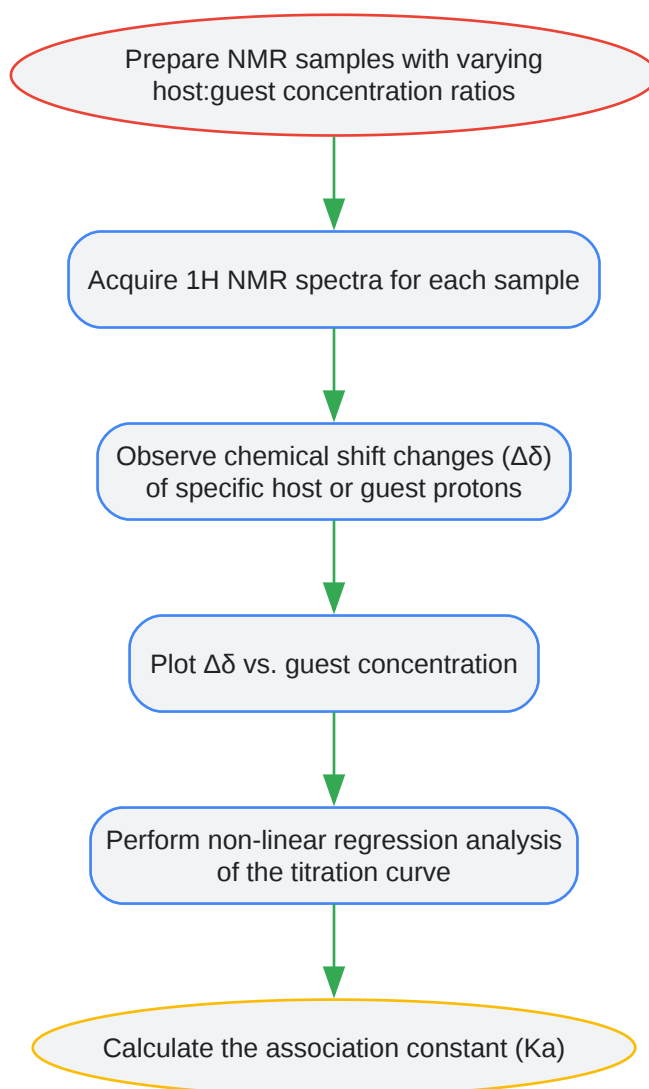 Prepare NMR samples with varying
host:guest concentration ratios
Acquire 1H NMR spectra for each sample
Observe chemical shift changes (Δδ)
of specific host or guest protons
Plot Δδ vs. guest concentration
Perform non-linear regression analysis
of the titration curve
Calculate the association constant (Ka)